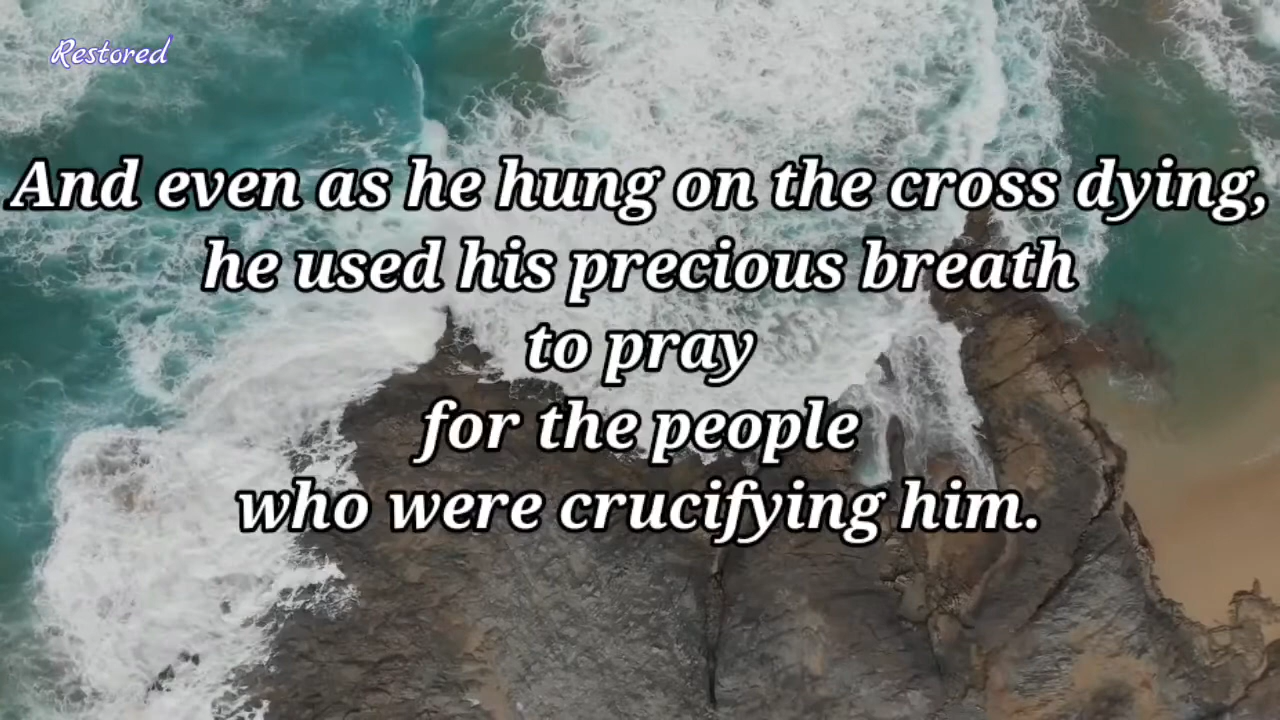 Restored
And even as he hung on the cross dying,
he used his precious breath
to pray
for the people
who were crucifying him.